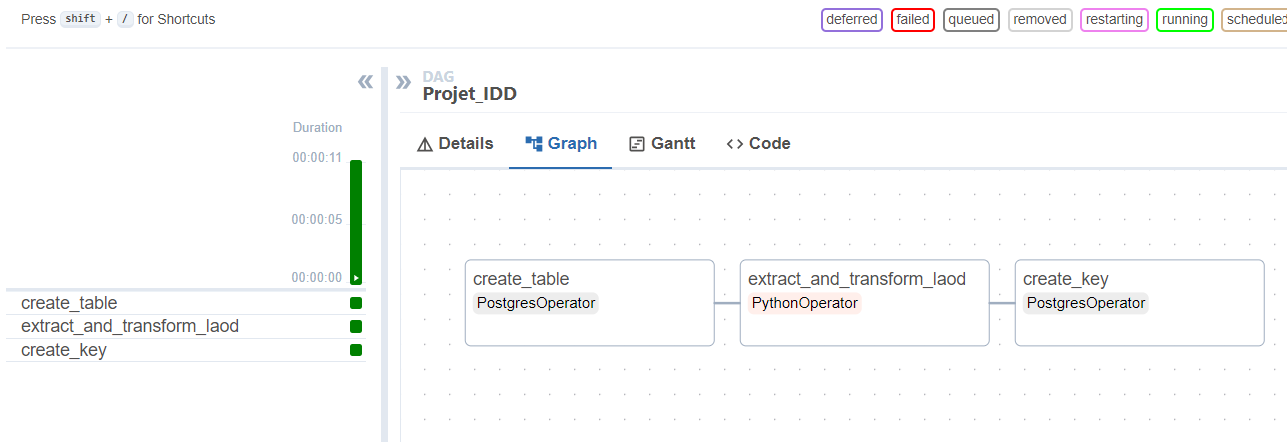 Press shift + / for Shortcuts
deferred failed queued removed restarting running scheduled
DAG
Projet_IDD
Duration
00:00:11
00:00:05
00:00:00
create_table
extract_and_transform_laod
create_key
Details Graph Gantt Code
create_table
PostgresOperator
extract_and_transform_laod
PythonOperator
create_key
PostgresOperator